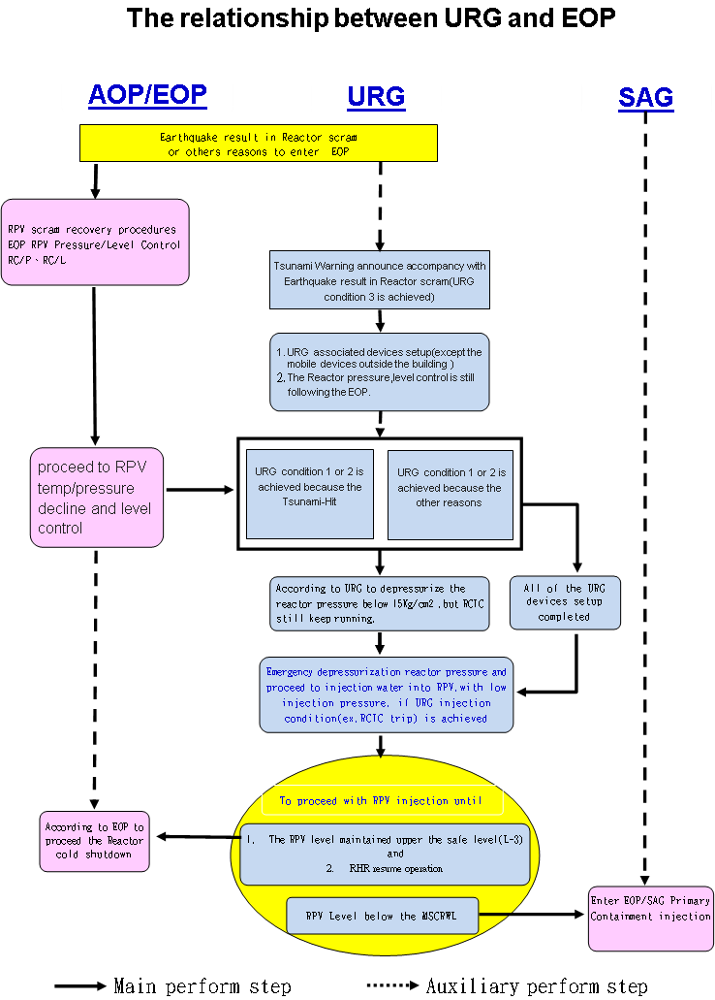 The relationship between URG and EOP
AOP/EOP
URG
SAG
Earthquake result in Reactor scram
or others reasons to enter EOP
RPV scram recovery procedures
EOP RPV Pressure/Level Control
RC/P、RC/L
Tsunami Warning announce accompancy with
Earthquake result in Reactor scram(URG
condition 3 is achieved)
1. URG associated devices setup(except the
mobile devices outside the building )
2. The Reactor pressure,level control is still
following the EOP.
proceed to RPV
temp/pressure
decline and level
control
URG condition 1 or 2 is
achieved because the
Tsunami-Hit
URG condition 1 or 2 is
achieved because the
other reasons
According to URG to depressurize the
reactor pressure below 15Kg/cm2 ,but RCIC
still keep running.
All of the URG
devices setup
completed
Emergency depressurization reactor pressure and
proceed to injection water into RPV,with low
injection pressure, if URG injection
condition(ex,RCIC trip) is achieved
To proceed with RPV injection until
According to EOP to
proceed the Reactor
cold shutdown
1. The RPV level maintained upper the safe level(L-3)
and
2. RHR resume operation
RPV Level below the MSCRWL
Enter EOP/SAG Primary
Containment injection
Main perform step
Auxiliary perform step